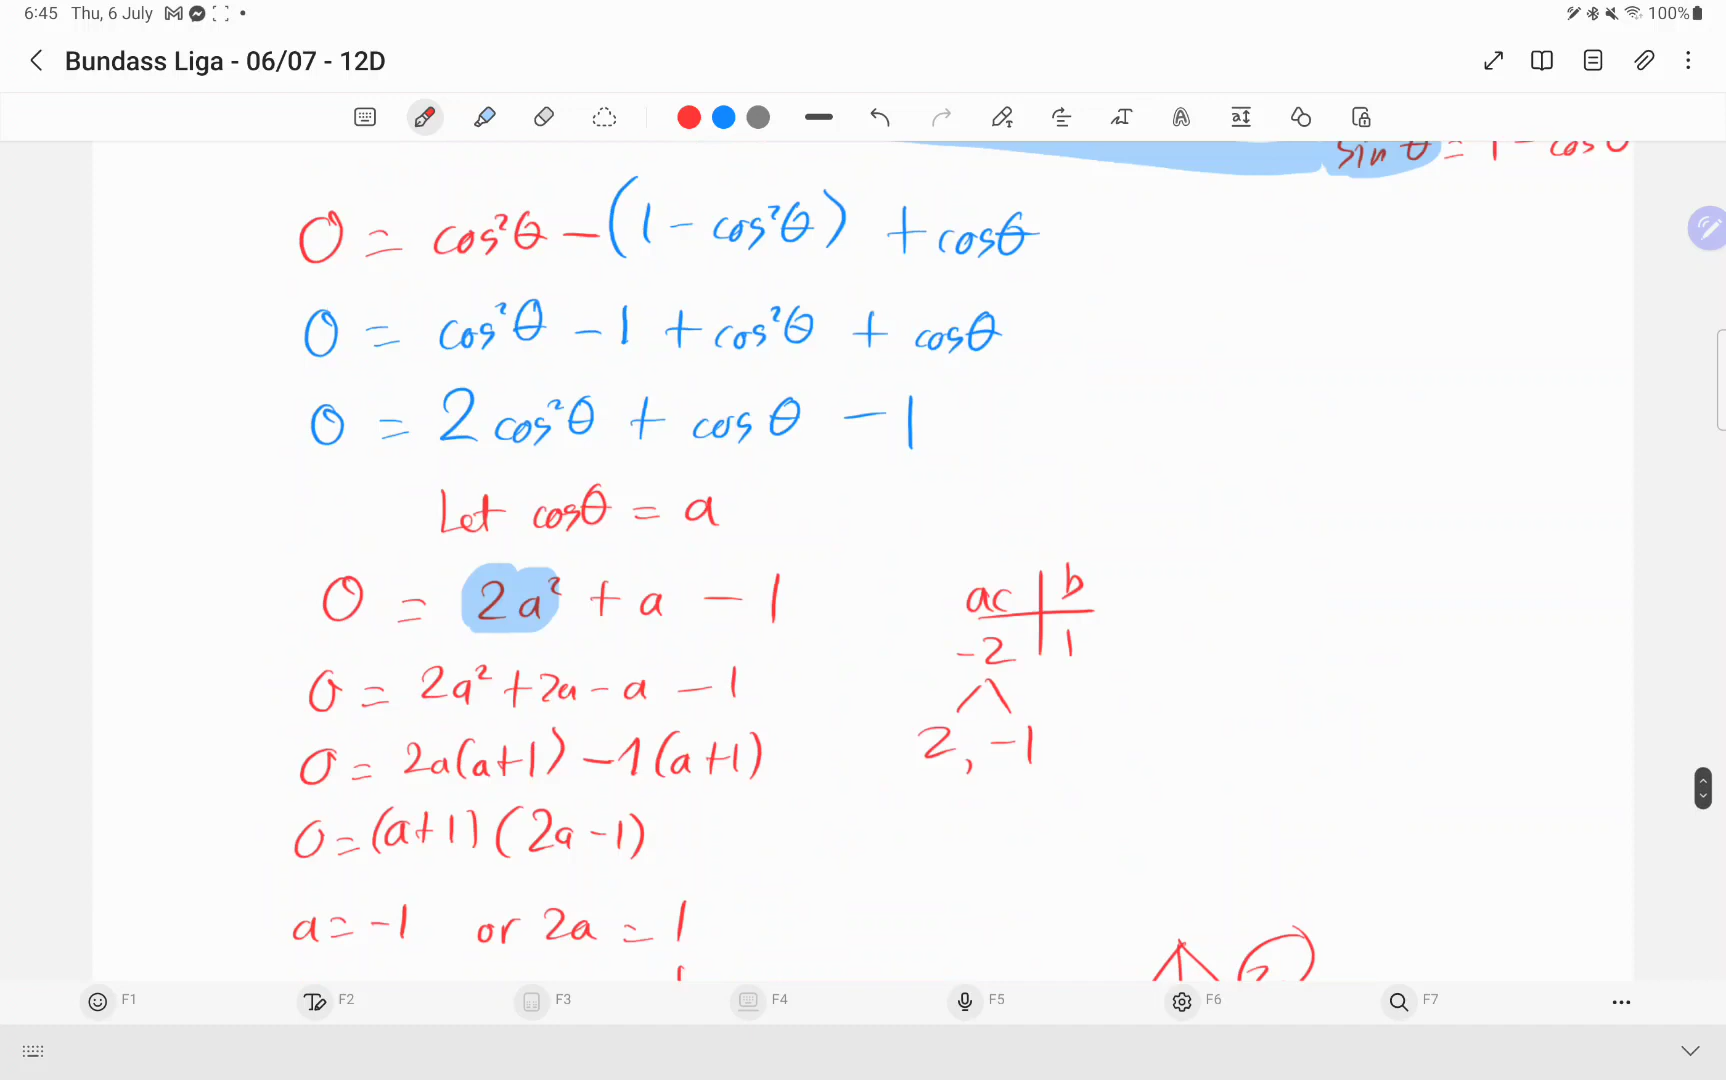 6:45 Thu, 6 July 100%
Bundass Liga - 06/07 - 12D
sin θ = 1 - cos θ
0 = cos²θ - (1 - cos²θ) + cosθ
0 = cos²θ - 1 + cos²θ + cosθ
0 = 2 cos²θ + cos θ - 1
Let cosθ = a
0 = 2a² + a - 1
ac | b
-2 | 1
0 = 2a² + 2a - a - 1
2, -1
0 = 2a(a+1) - 1(a+1)
0 = (a+1)(2a-1)
a = -1 or 2a = 1
F1 F2 F3 F4 F5 F6 F7